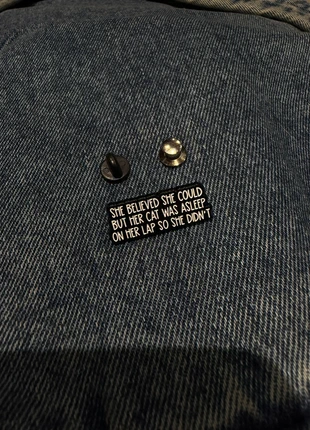 SHE BELIEVED SHE COULD
BUT HER CAT WAS ASLEEP
ON HER LAP SO SHE DIDN'T